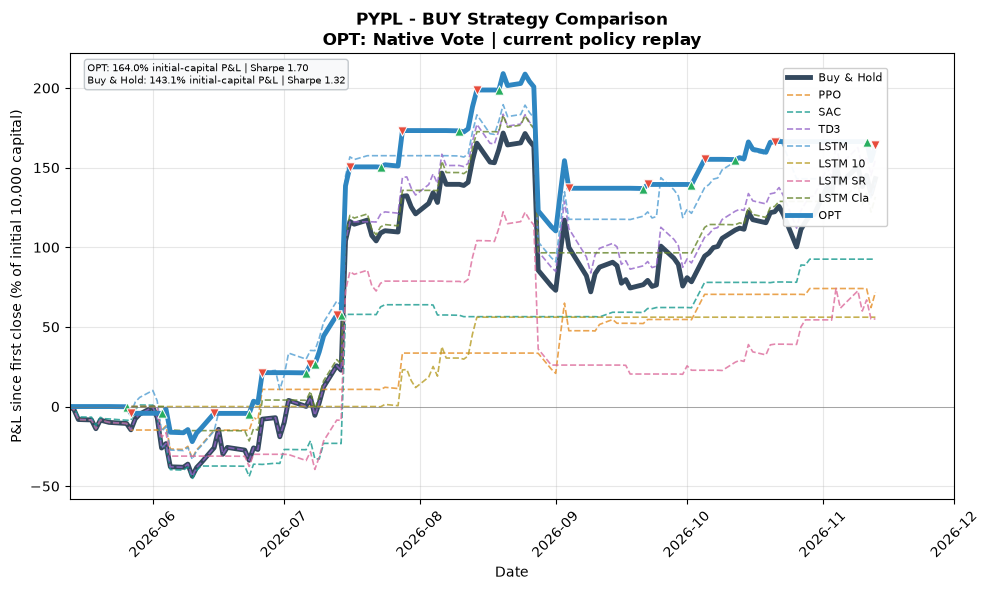 PYPL - BUY Strategy Comparison
OPT: Native Vote | current policy replay
OPT: 164.0% initial-capital P&L | Sharpe 1.70
Buy & Hold: 143.1% initial-capital P&L | Sharpe 1.32
Buy & Hold
PPO
SAC
TD3
LSTM
LSTM 10
LSTM SR
LSTM Cla
OPT
P&L since first close (% of initial 10,000 capital)
200
150
100
50
0
−50
2026-06
2026-07
2026-08
2026-09
2026-10
2026-11
2026-12
Date